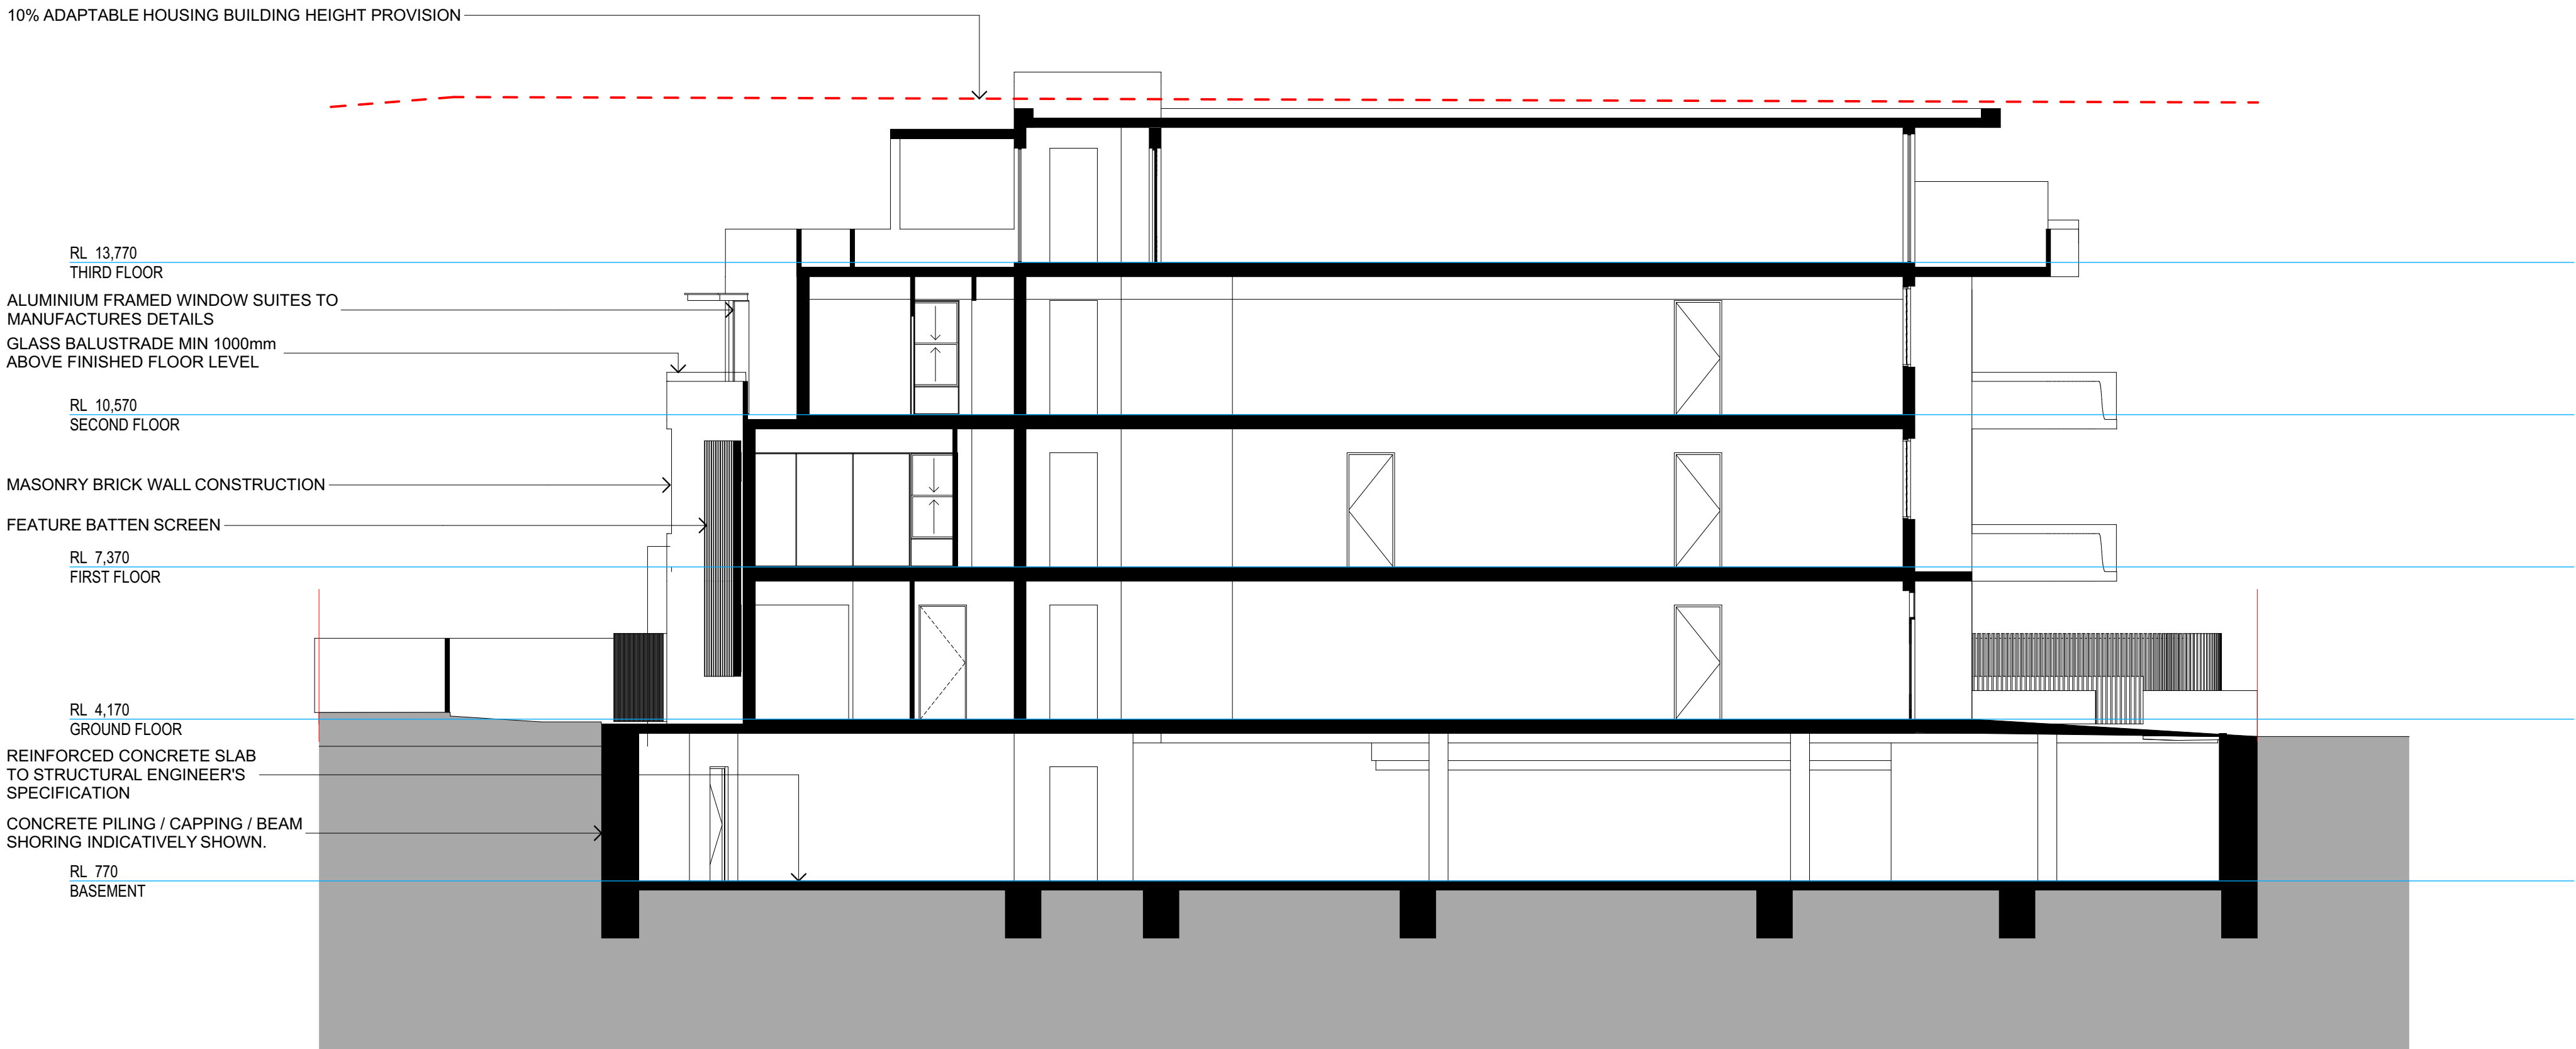 10% ADAPTABLE HOUSING BUILDING HEIGHT PROVISION
RL 13,770
THIRD FLOOR
ALUMINIUM FRAMED WINDOW SUITES TO
MANUFACTURES DETAILS
GLASS BALUSTRADE MIN 1000mm
ABOVE FINISHED FLOOR LEVEL
RL 10,570
SECOND FLOOR
MASONRY BRICK WALL CONSTRUCTION
FEATURE BATTEN SCREEN
RL 7,370
FIRST FLOOR
RL 4,170
GROUND FLOOR
REINFORCED CONCRETE SLAB
TO STRUCTURAL ENGINEER'S
SPECIFICATION
CONCRETE PILING / CAPPING / BEAM
SHORING INDICATIVELY SHOWN.
RL 770
BASEMENT